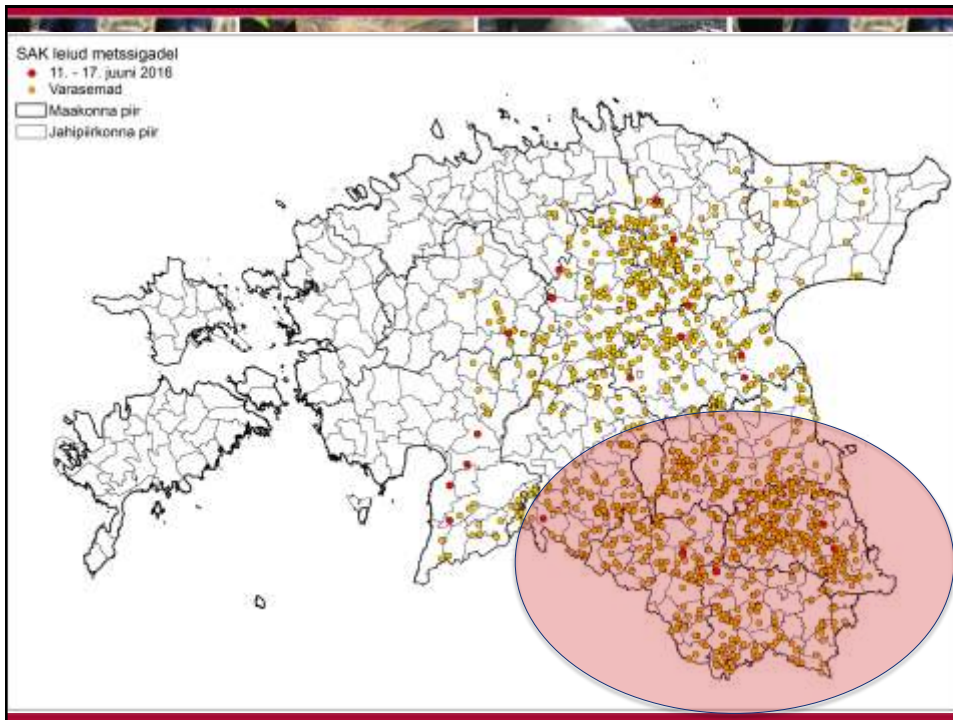 SAK leiud metssigadel
11. - 17. juuni 2016
Varasemad
Maakonna piir
Jahipiirkonna piir